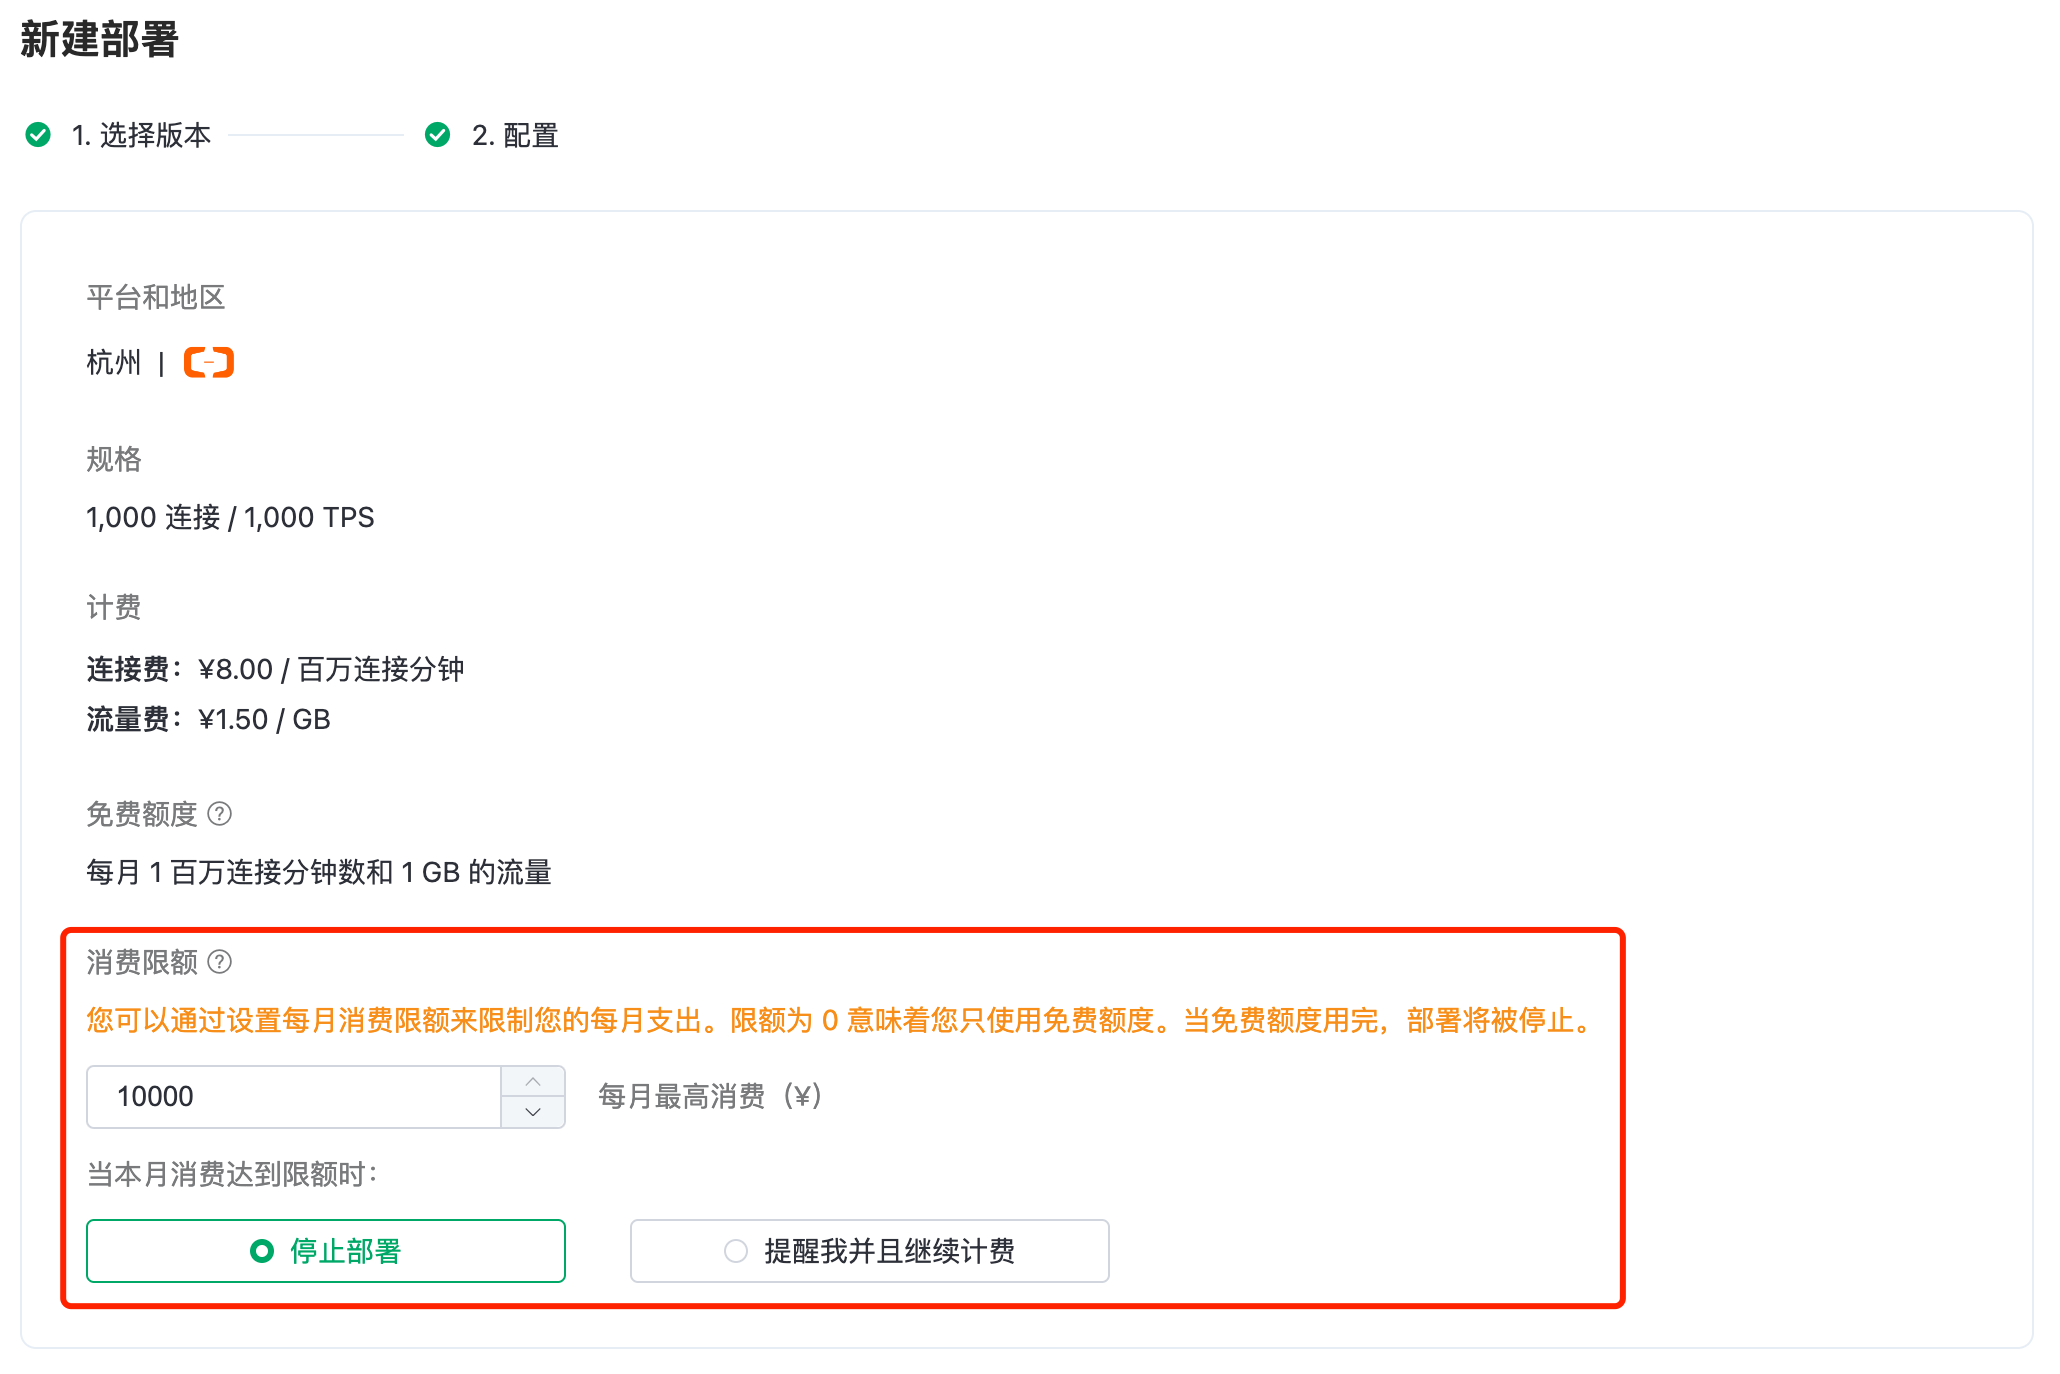 新建部署
1. 选择版本
2. 配置
平台和地区
杭州 |
规格
1,000 连接 / 1,000 TPS
计费
连接费：¥8.00 / 百万连接分钟
流量费：¥1.50 / GB
免费额度 ?
每月 1 百万连接分钟数和 1 GB 的流量
消费限额 ?
您可以通过设置每月消费限额来限制您的每月支出。限额为 0 意味着您只使用免费额度。当免费额度用完，部署将被停止。
10000 每月最高消费（¥）
当本月消费达到限额时：
停止部署
提醒我并且继续计费